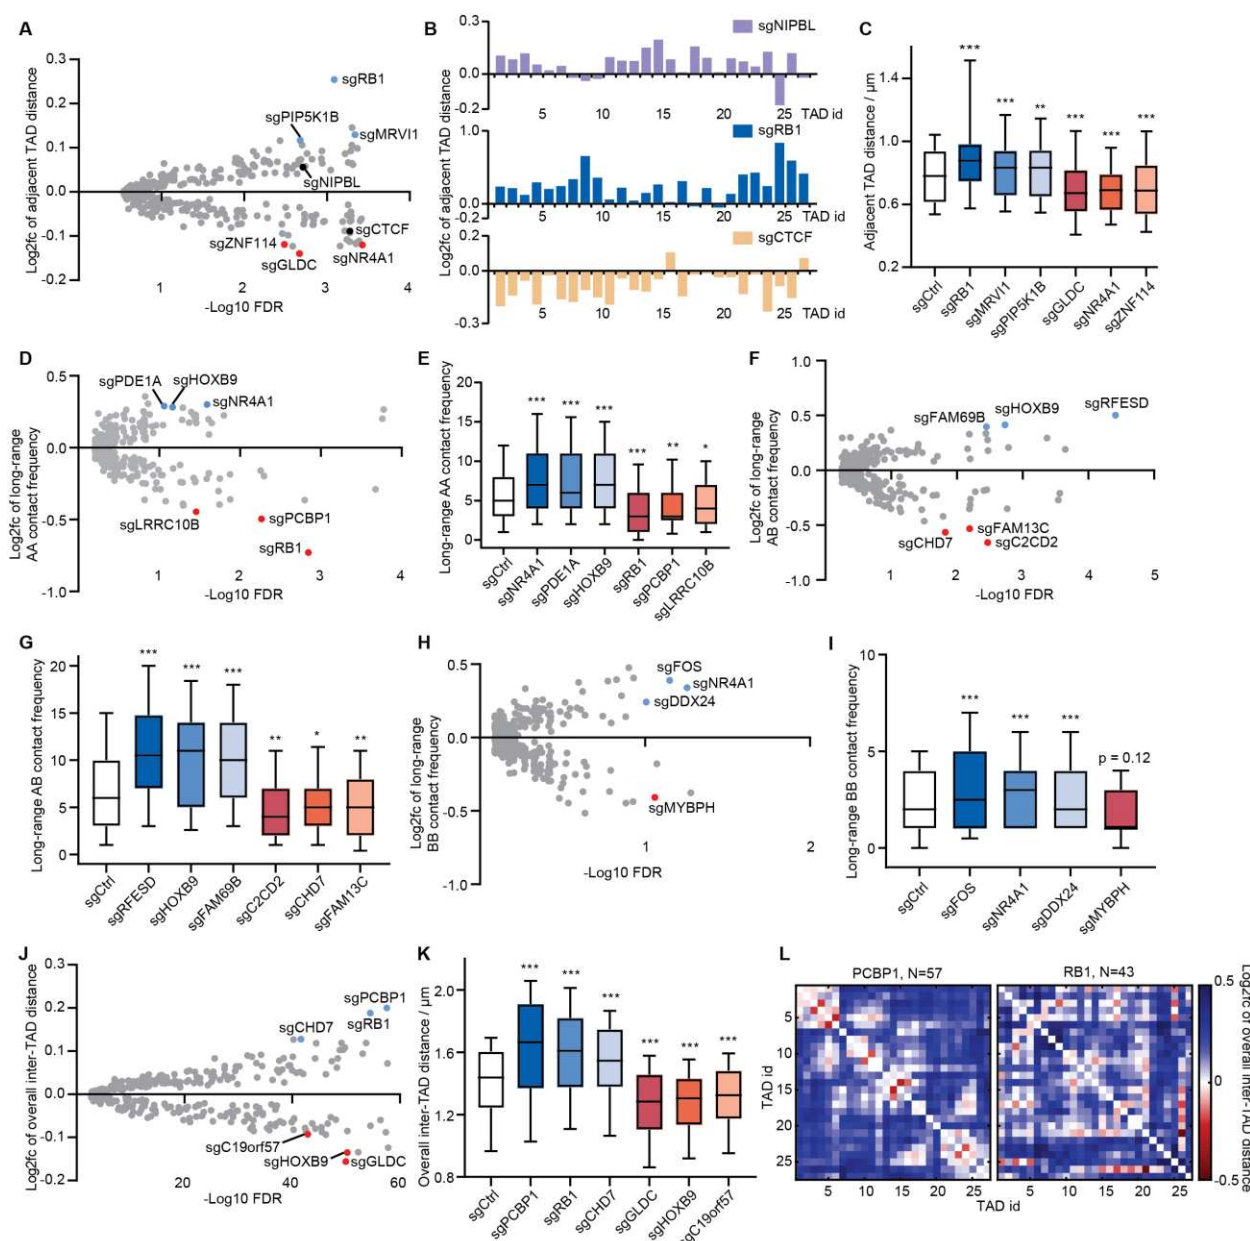 A
Log2fc of adjacent TAD distance
0.3
0.2
0.1
0.0
-0.1
-0.2
sgRB1
sgPIP5K1B
sgMRVI1
sgNIPBL
sgCTCF
sgZNF114
sgNR4A1
sgGLDC
1 2 3 4
-Log10 FDR
B
Log2fc of adjacent TAD distance
0.3
0.0
-0.2
sgNIPBL
5 10 15 20 25 TAD id
1.0
0.0
-0.2
sgRB1
5 10 15 20 25 TAD id
0.2
0.0
-0.3
sgCTCF
5 10 15 20 25 TAD id
C
Adjacent TAD distance / µm
1.4
1.0
0.6
0.2
*** *** ** *** *** ***
sgCtrl
sgRB1
sgMRVI1
sgPIP5K1B
sgGLDC
sgNR4A1
sgZNF114
D
Log2fc of long-range
AA contact frequency
0.5
0.0
-0.5
-1.0
sgPDE1A
sgHOXB9
sgNR4A1
sgLRRC10B
sgPCBP1
sgRB1
1 2 3 4
-Log10 FDR
E
Long-range AA contact frequency
20
15
10
5
0
*** *** *** *** ** *
sgCtrl
sgNR4A1
sgPDE1A
sgHOXB9
sgRB1
sgPCBP1
sgLRRC10B
F
Log2fc of long-range
AB contact frequency
1.0
0.5
0.0
-0.5
-1.0
sgRFESD
sgHOXB9
sgFAM69B
sgCHD7
sgFAM13C
sgC2CD2
1 2 3 4 5
-Log10 FDR
G
Long-range AB contact frequency
20
15
10
5
0
*** *** *** ** * **
sgCtrl
sgRFESD
sgHOXB9
sgFAM69B
sgC2CD2
sgCHD7
sgFAM13C
H
Log2fc of long-range
BB contact frequency
0.5
0.0
-0.5
-1.0
sgFOS
sgNR4A1
sgDDX24
sgMYBPH
1 2
-Log10 FDR
I
Long-range BB contact frequency
10
5
0
*** *** *** p = 0.12
sgCtrl
sgFOS
sgNR4A1
sgDDX24
sgMYBPH
J
Log2fc of overall inter-TAD distance
0.3
0.2
0.1
0.0
-0.1
-0.2
sgPCBP1
sgRB1
sgCHD7
sgC19orf57
sgHOXB9
sgGLDC
20 40 60
-Log10 FDR
K
Overall inter-TAD distance / µm
2.0
1.6
1.2
0.8
*** *** *** *** *** ***
sgCtrl
sgPCBP1
sgRB1
sgCHD7
sgGLDC
sgHOXB9
sgC19orf57
L
PCBP1, N=57
RB1, N=43
TAD id
5
10
15
20
25
5 10 15 20 25
5 10 15 20 25
TAD id
0.5
0
-0.5
Log2fc of overall inter-TAD distance